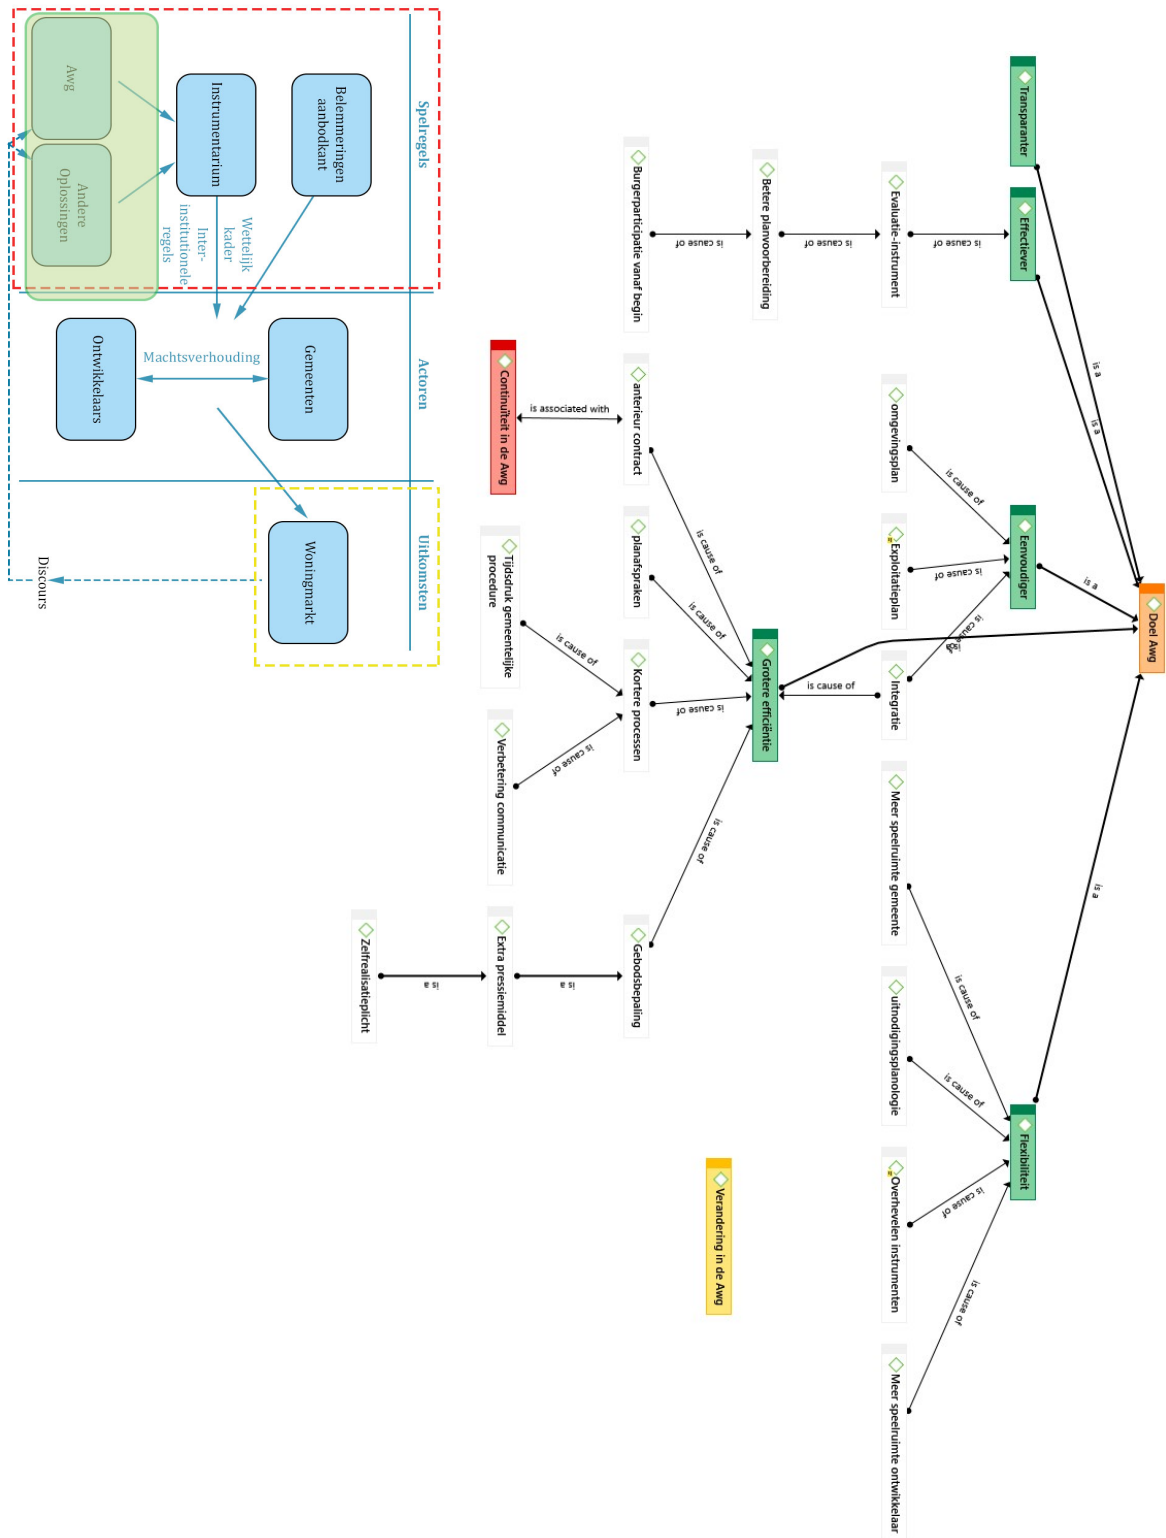 Doel Awg
is a
is a
is a
is a
is a
Transparanter
Effectiever
Eenvoudiger
Flexibiliteit
is cause of
is cause of
is cause of
is cause of
is cause of
is cause of
is cause of
is cause of
Evaluatie-instrument
omgevingsplan
Exploitatieplan
Integratie
Meer speelruimte gemeente
uitnodigingsplanologie
Overhevelen instrumenten
Meer speelruimte ontwikkelaar
is cause of
is cause of
Betere planvoorbereiding
Grotere efficiëntie
Verandering in de Awg
is cause of
is cause of
is cause of
is cause of
is cause of
Burgerparticipatie vanaf begin
anterieur contract
planafspraken
Kortere processen
Gebodsbepaling
is associated with
is cause of
is cause of
is a
Continuïteit in de Awg
Tijdsdruk gemeentelijke
procedure
Verbetering communicatie
Extra pressiemiddel
is a
Zelfrealisatieplicht
Spelregels
Actoren
Uitkomsten
Belemmeringen
aanbodkant
Gemeenten
Woningmarkt
Wettelijk
kader
Inter-
institutionele
regels
Instrumentarium
Machtsverhouding
Ontwikkelaars
Awg
Andere
Oplossingen
Discours